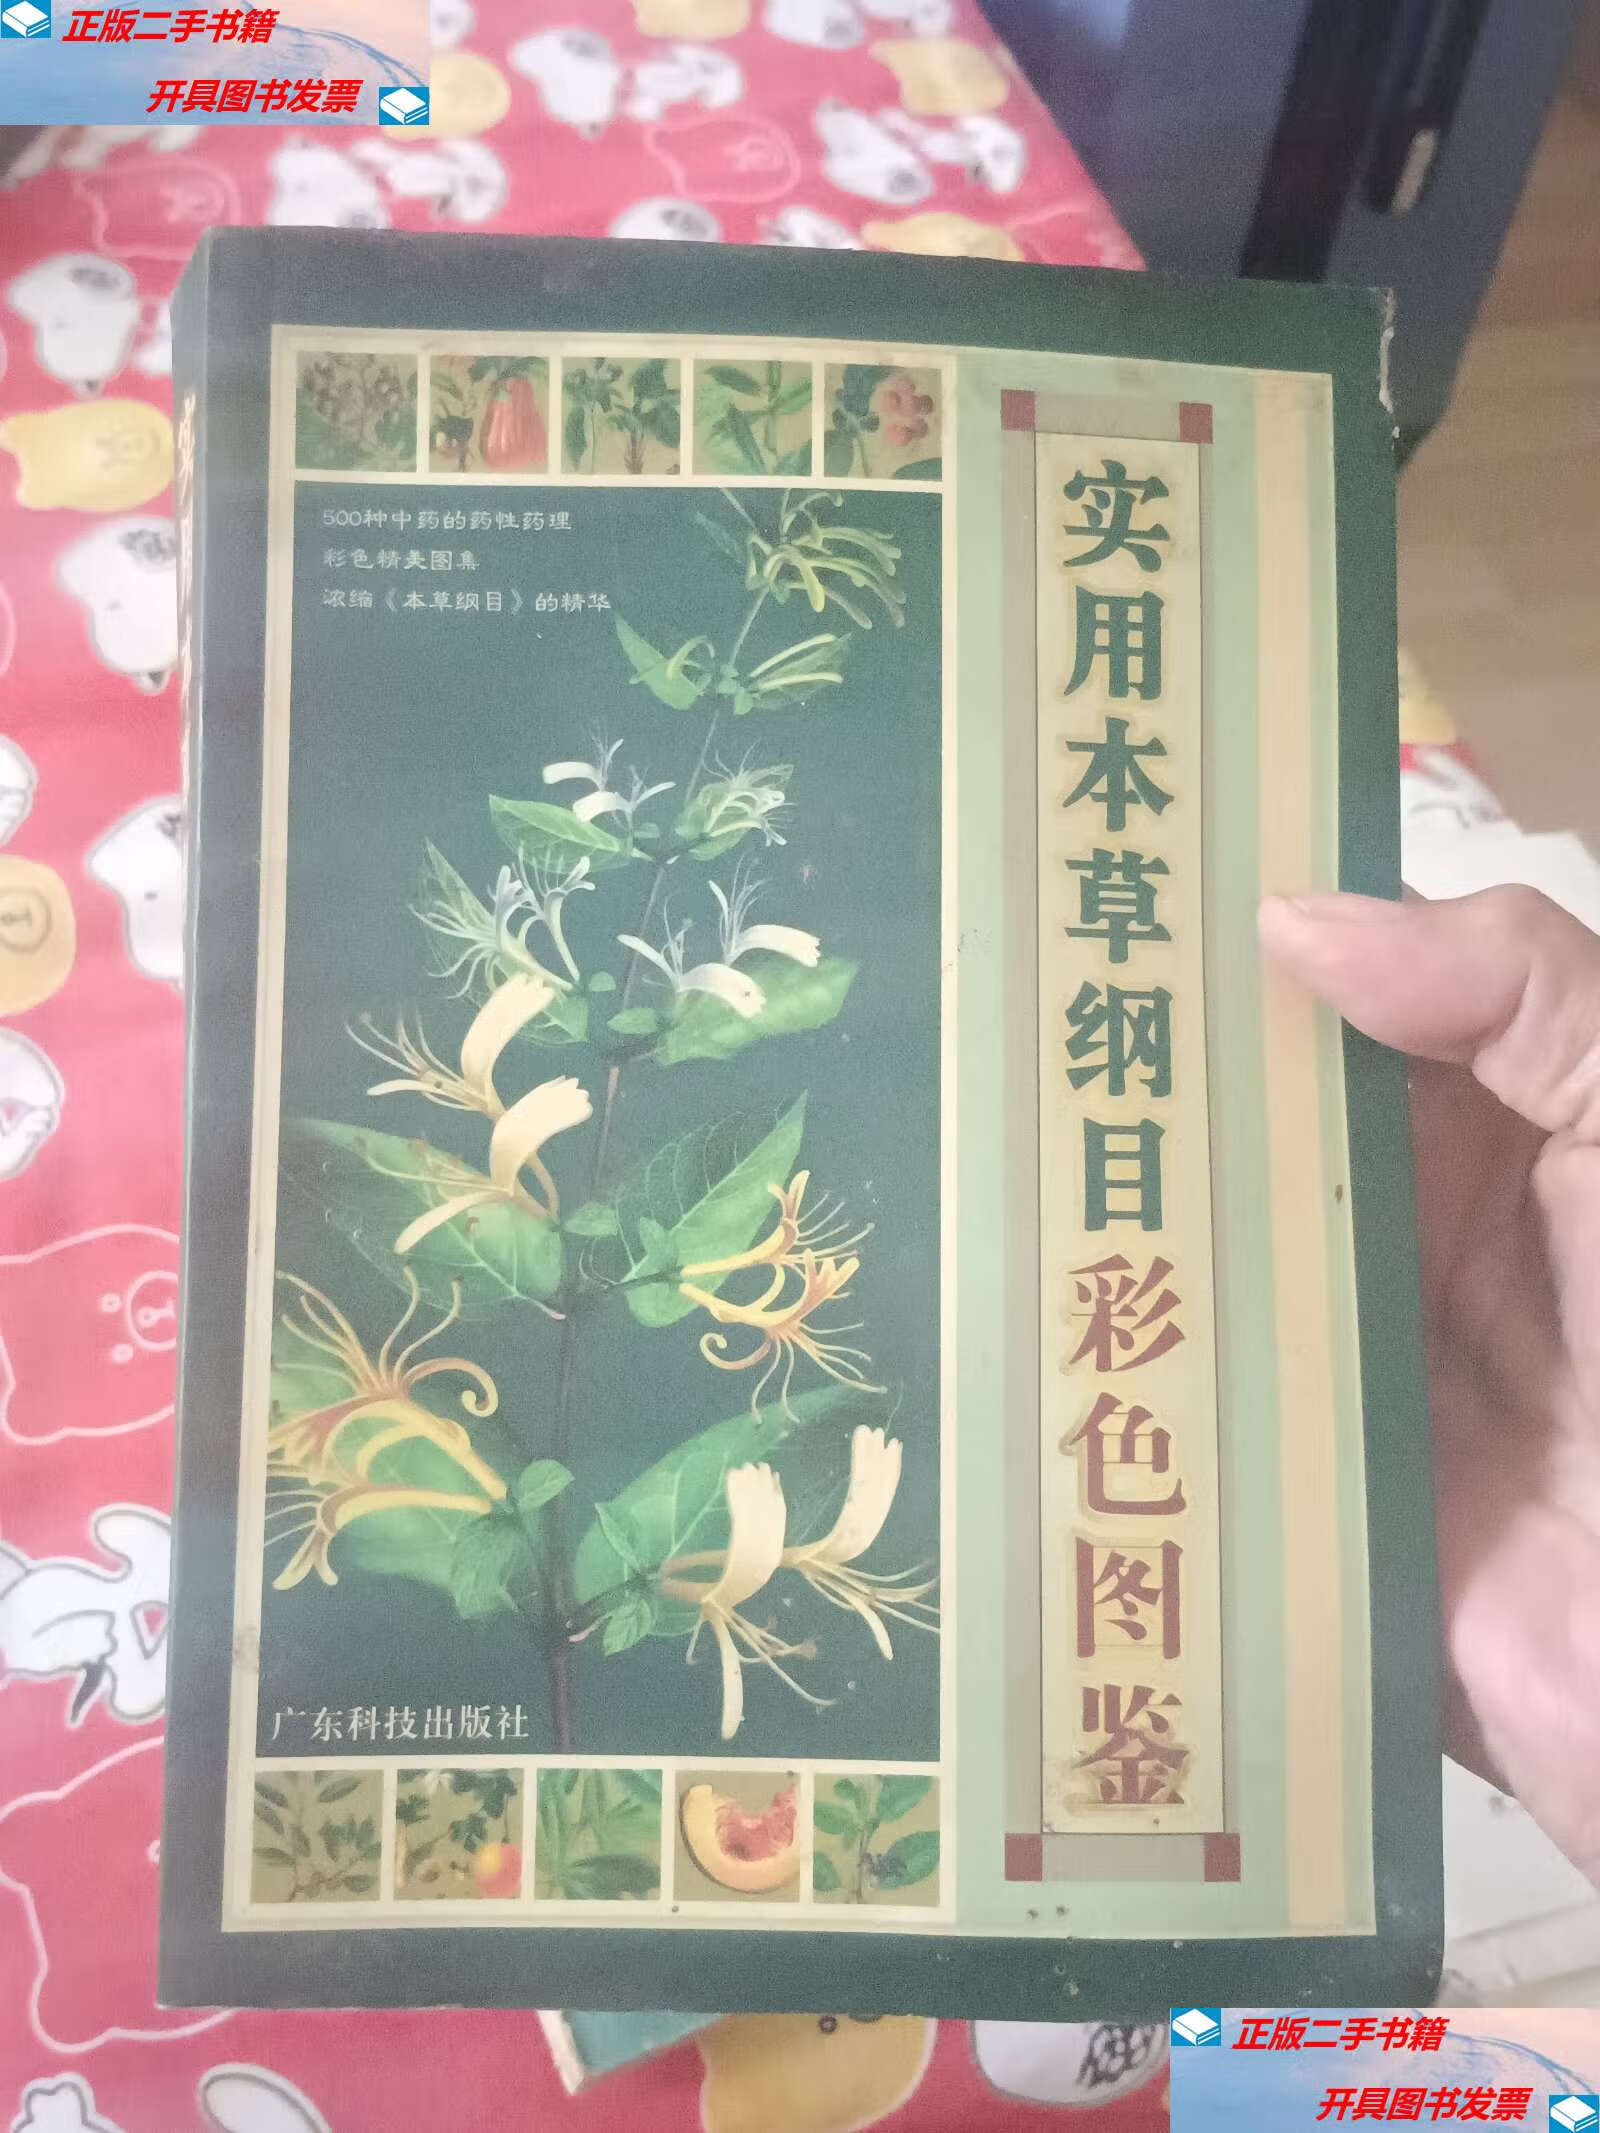 正版二手书籍
开具图书发票
500种中药的药性药理
彩色精美图集
浓缩《本草纲目》的精华
实用本草纲目彩色图鉴
广东科技出版社
正版二手书籍
开具图书发票